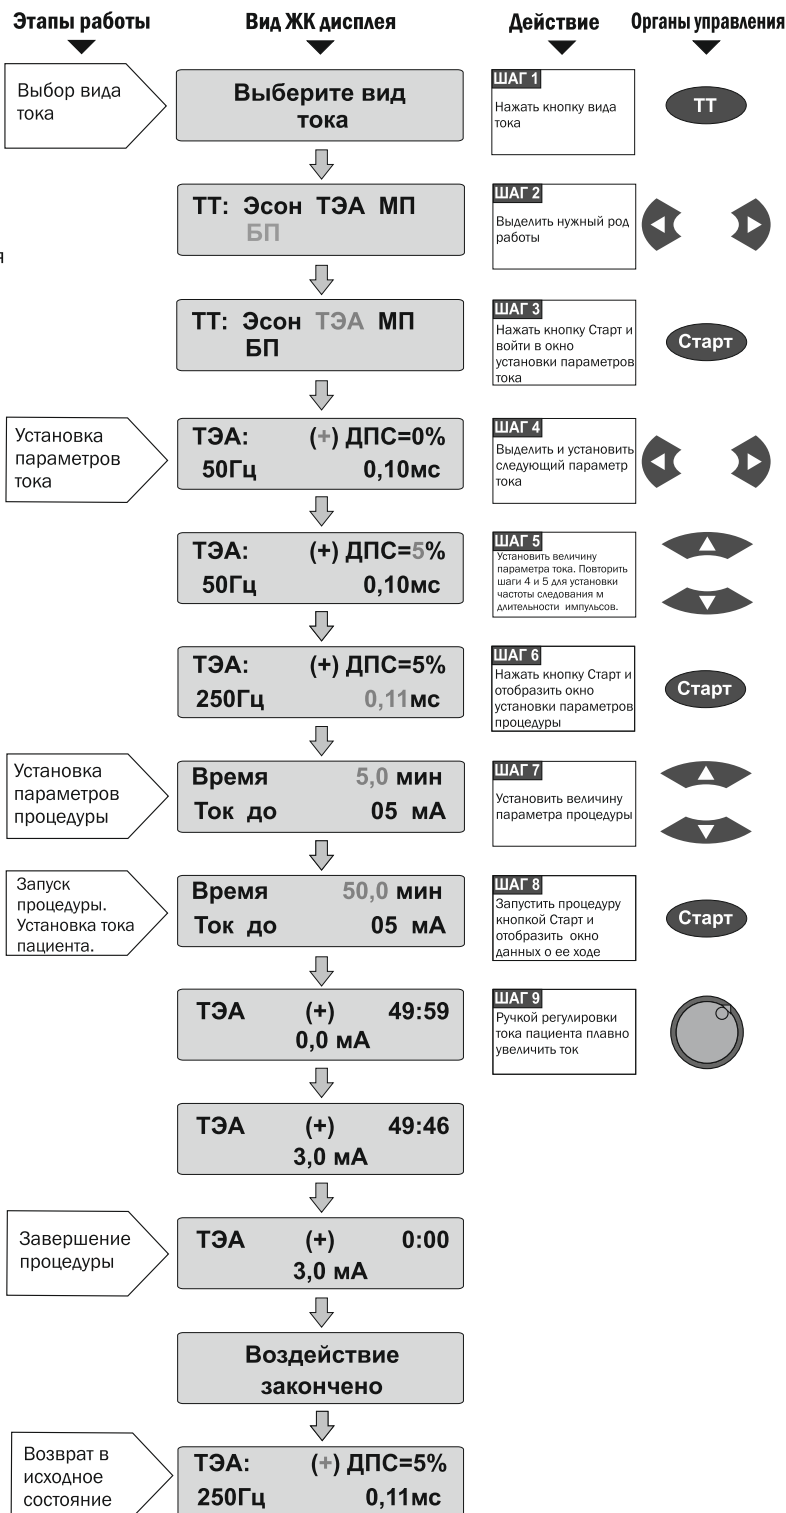 Этапы работы
Вид ЖК дисплея
Действие
Органы управления
Выбор вида
тока
Выберите вид
тока
ШАГ 1
Нажать кнопку вида
тока
ТТ
ТТ: Эсон ТЭА МП
БП
ШАГ 2
Выделить нужный род
работы
я
ТТ: Эсон ТЭА МП
БП
ШАГ 3
Нажать кнопку Старт и
войти в окно
установки параметров
тока
Старт
Установка
параметров
тока
ТЭА: (+) ДПС=0%
50Гц 0,10мс
ШАГ 4
Выделить и установить
следующий параметр
тока
ТЭА: (+) ДПС=5%
50Гц 0,10мс
ШАГ 5
Установить величину
параметра тока. Повторить
шаги 4 и 5 для установки
частоты следования м
длительности импульсов.
ТЭА: (+) ДПС=5%
250Гц 0,11мс
ШАГ 6
Нажать кнопку Старт и
отобразить окно
установки параметров
процедуры
Старт
Установка
параметров
процедуры
Время 5,0 мин
Ток до 05 мА
ШАГ 7
Установить величину
параметра процедуры
Запуск
процедуры.
Установка тока
пациента.
Время 50,0 мин
Ток до 05 мА
ШАГ 8
Запустить процедуру
кнопкой Старт и
отобразить окно
данных о ее ходе
Старт
ТЭА (+) 49:59
0,0 мА
ШАГ 9
Ручкой регулировки
тока пациента плавно
увеличить ток
ТЭА (+) 49:46
3,0 мА
Завершение
процедуры
ТЭА (+) 0:00
3,0 мА
Воздействие
закончено
Возврат в
исходное
состояние
ТЭА: (+) ДПС=5%
250Гц 0,11мс